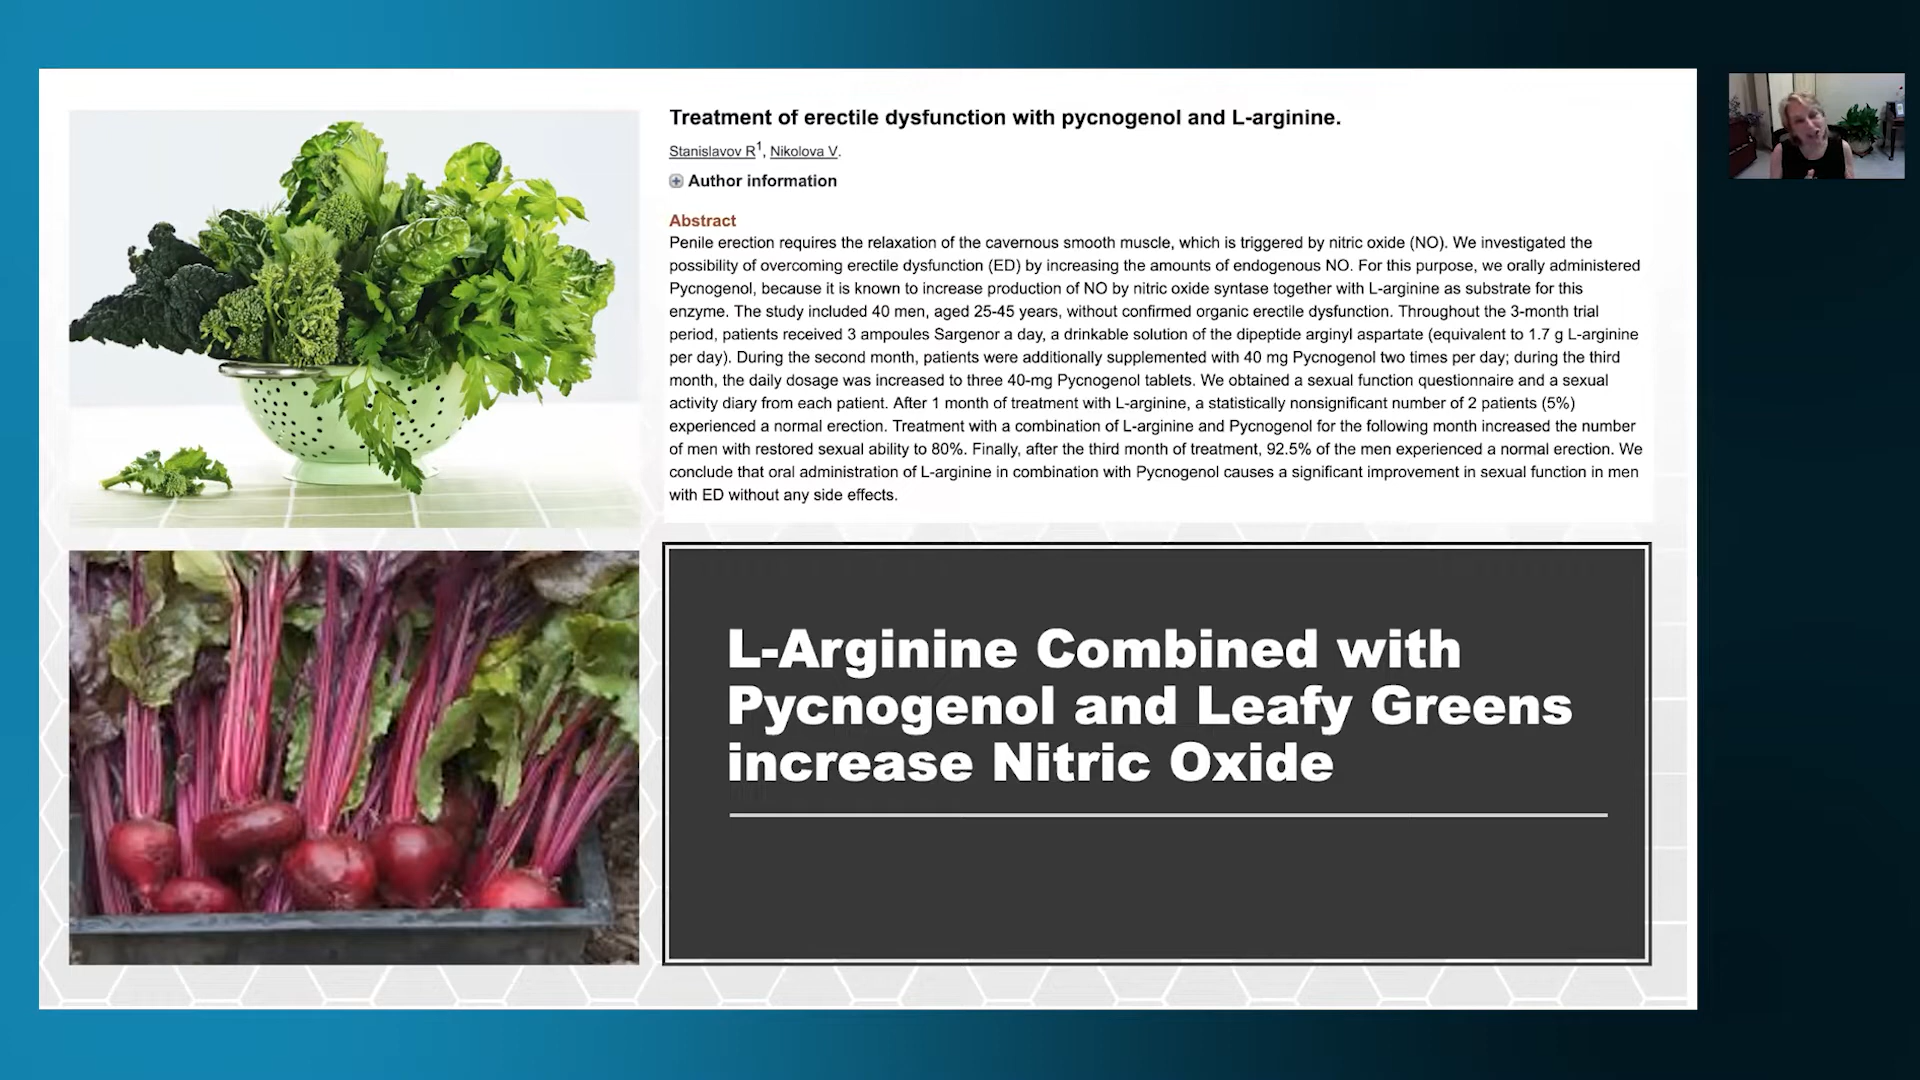 Treatment of erectile dysfunction with pycnogenol and L-arginine.
Stanislavov R1, Nikolova V.
Author information
Abstract
Penile erection requires the relaxation of the cavernous smooth muscle, which is triggered by nitric oxide (NO). We investigated the
possibility of overcoming erectile dysfunction (ED) by increasing the amounts of endogenous NO. For this purpose, we orally administered
Pycnogenol, because it is known to increase production of NO by nitric oxide syntase together with L-arginine as substrate for this
enzyme. The study included 40 men, aged 25-45 years, without confirmed organic erectile dysfunction. Throughout the 3-month trial
period, patients received 3 ampoules Sargenor a day, a drinkable solution of the dipeptide arginyl aspartate (equivalent to 1.7 g L-arginine
per day). During the second month, patients were additionally supplemented with 40 mg Pycnogenol two times per day; during the third
month, the daily dosage was increased to three 40-mg Pycnogenol tablets. We obtained a sexual function questionnaire and a sexual
activity diary from each patient. After 1 month of treatment with L-arginine, a statistically nonsignificant number of 2 patients (5%)
experienced a normal erection. Treatment with a combination of L-arginine and Pycnogenol for the following month increased the number
of men with restored sexual ability to 80%. Finally, after the third month of treatment, 92.5% of the men experienced a normal erection. We
conclude that oral administration of L-arginine in combination with Pycnogenol causes a significant improvement in sexual function in men
with ED without any side effects.
L-Arginine Combined with
Pycnogenol and Leafy Greens
increase Nitric Oxide